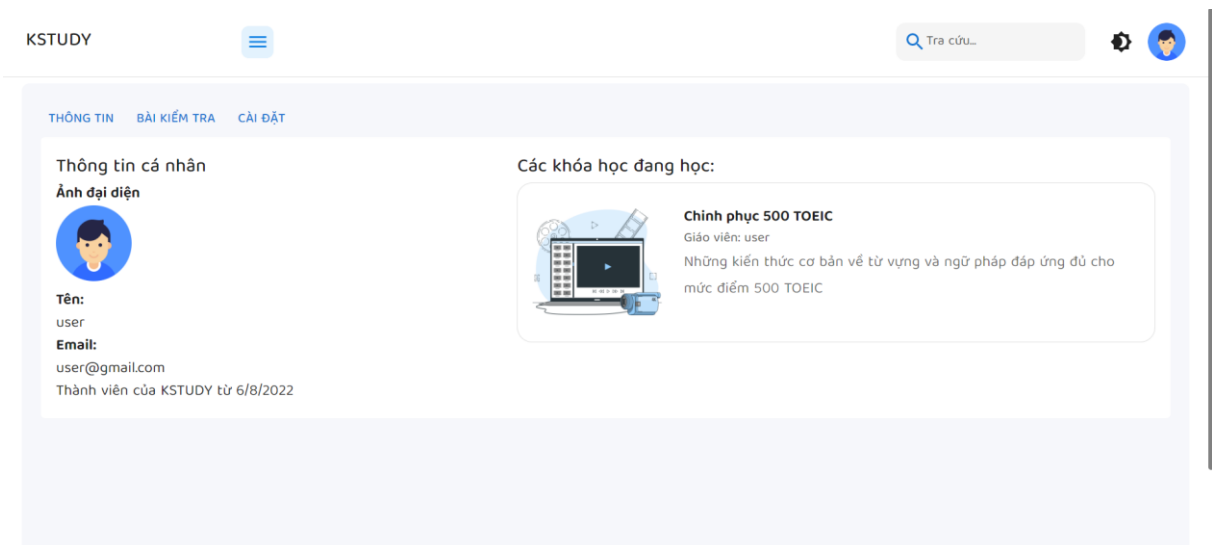 KSTUDY
Tra cứu...
THÔNG TIN BÀI KIỂM TRA CÀI ĐẶT
Thông tin cá nhân
Ảnh đại diện
Tên:
user
Email:
user@gmail.com
Thành viên của KSTUDY từ 6/8/2022
Các khóa học đang học:
Chinh phục 500 TOEIC
Giáo viên: user
Những kiến thức cơ bản về từ vựng và ngữ pháp đáp ứng đủ cho
mức điểm 500 TOEIC